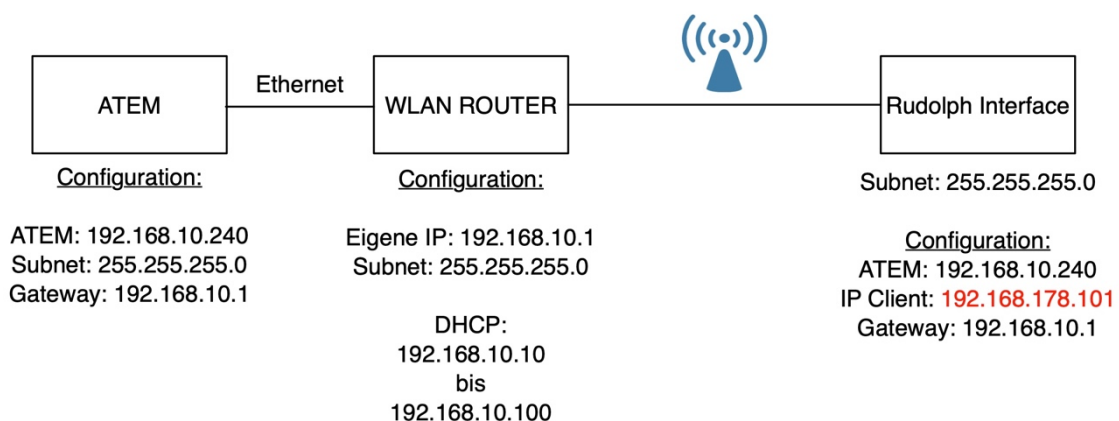 ATEM
Ethernet
WLAN ROUTER
Rudolph Interface
Configuration:
ATEM: 192.168.10.240
Subnet: 255.255.255.0
Gateway: 192.168.10.1
Configuration:
Eigene IP: 192.168.10.1
Subnet: 255.255.255.0
DHCP:
192.168.10.10
bis
192.168.10.100
Subnet: 255.255.255.0
Configuration:
ATEM: 192.168.10.240
IP Client: 192.168.178.101
Gateway: 192.168.10.1